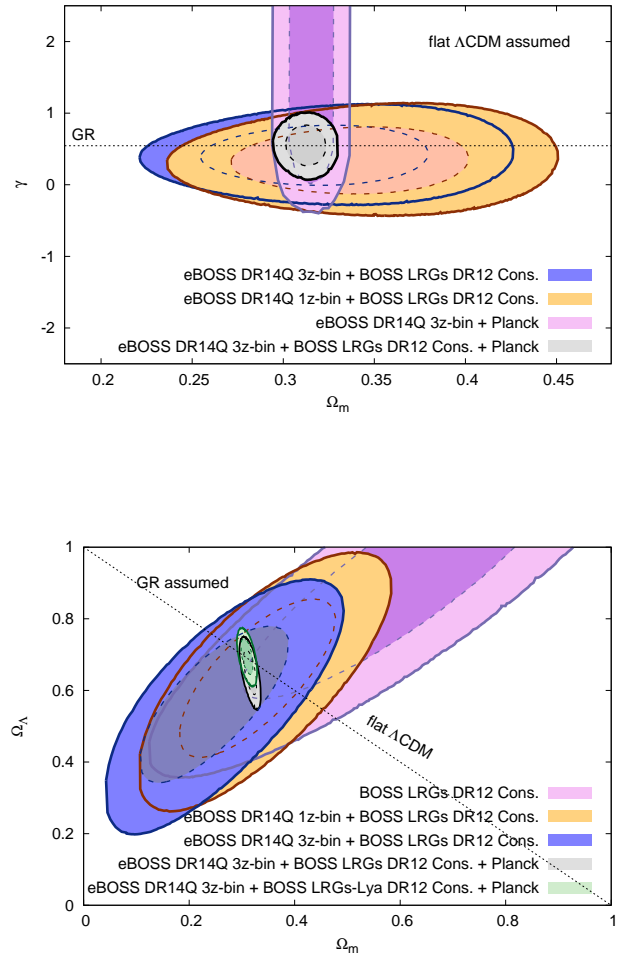 2
flat ΛCDM assumed
1
GR
γ
0
-1
eBOSS DR14Q 3z-bin + BOSS LRGs DR12 Cons.
eBOSS DR14Q 1z-bin + BOSS LRGs DR12 Cons.
eBOSS DR14Q 3z-bin + Planck
-2
eBOSS DR14Q 3z-bin + BOSS LRGs DR12 Cons. + Planck
0.2 0.25 0.3 0.35 0.4 0.45
Ωm
1
GR assumed
0.8
0.6
ΩΛ
flat ΛCDM
0.4
BOSS LRGs DR12 Cons.
eBOSS DR14Q 1z-bin + BOSS LRGs DR12 Cons.
0.2
eBOSS DR14Q 3z-bin + BOSS LRGs DR12 Cons.
eBOSS DR14Q 3z-bin + BOSS LRGs DR12 Cons. + Planck
eBOSS DR14Q 3z-bin + BOSS LRGs-Lya DR12 Cons. + Planck
0
0 0.2 0.4 0.6 0.8 1
Ωm